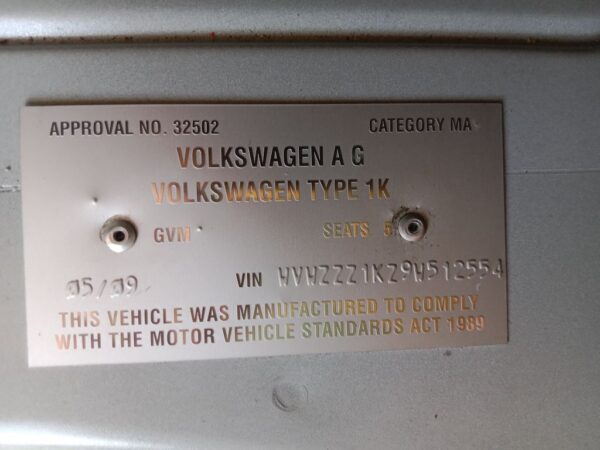 APPROVAL NO. 32502 CATEGORY MA
VOLKSWAGEN A G
VOLKSWAGEN TYPE 1K
GVM SEATS 5
05/09 VIN WVWZZZ1KZ9W512554
THIS VEHICLE WAS MANUFACTURED TO COMPLY
WITH THE MOTOR VEHICLE STANDARDS ACT 1989